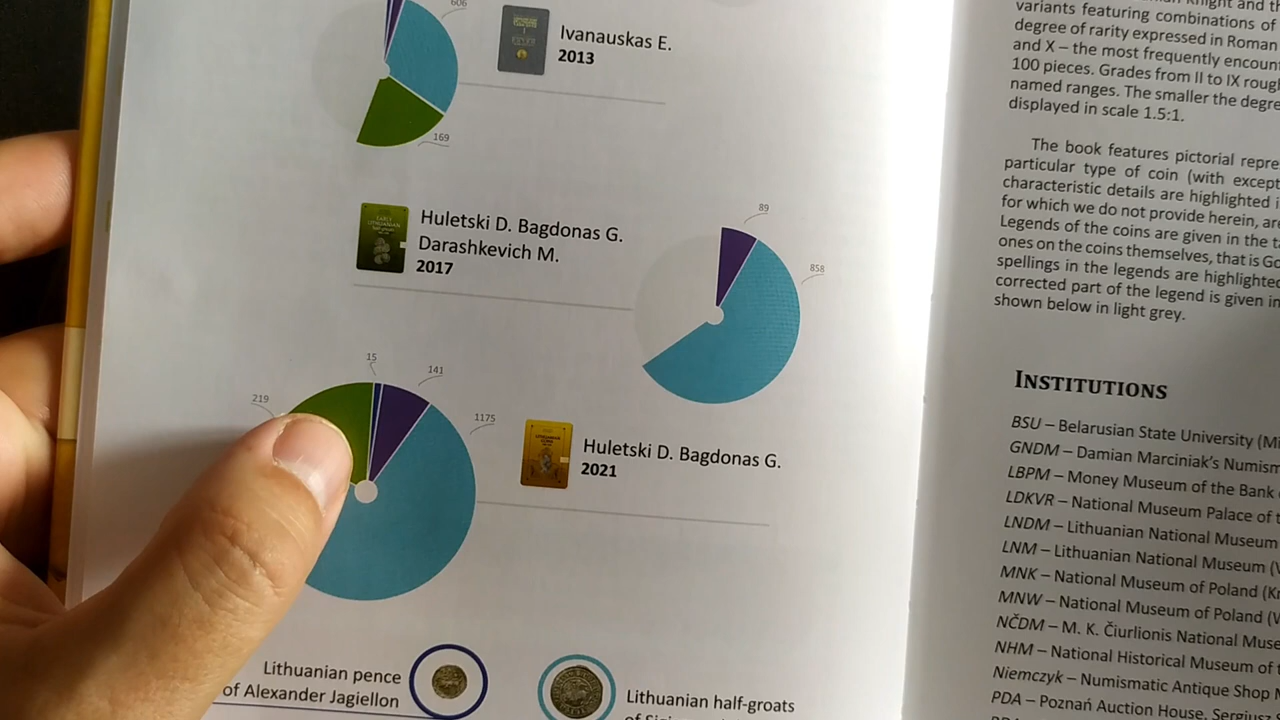 606
Ivanauskas E.
2013
169
Huletski D. Bagdonas G.
Darashkevich M.
2017
89
858
15
141
219
1175
Huletski D. Bagdonas G.
2021
Lithuanian pence
of Alexander Jagiellon
Lithuanian half-groats
variants featuring combinations of
degree of rarity expressed in Roman
and X – the most frequently encoun
100 pieces. Grades from II to IX roug
named ranges. The smaller the degre
displayed in scale 1.5:1.
The book features pictorial repre
particular type of coin (with except
characteristic details are highlighted i
for which we do not provide herein, are
Legends of the coins are given in the ta
ones on the coins themselves, that is Go
spellings in the legends are highlighted
corrected part of the legend is given in
shown below in light grey.
INSTITUTIONS
BSU – Belarusian State University (Mi
GNDM – Damian Marciniak's Numism
LBPM – Money Museum of the Bank
LDKVR – National Museum Palace of t
LNDM – Lithuanian National Museum
LNM – Lithuanian National Museum (V
MNK – National Museum of Poland (Kr
MNW – National Museum of Poland (W
NČDM – M. K. Čiurlionis National Muse
NHM – National Historical Museum of t
Niemczyk – Numismatic Antique Shop
PDA – Poznań Auction House, Sergiusz